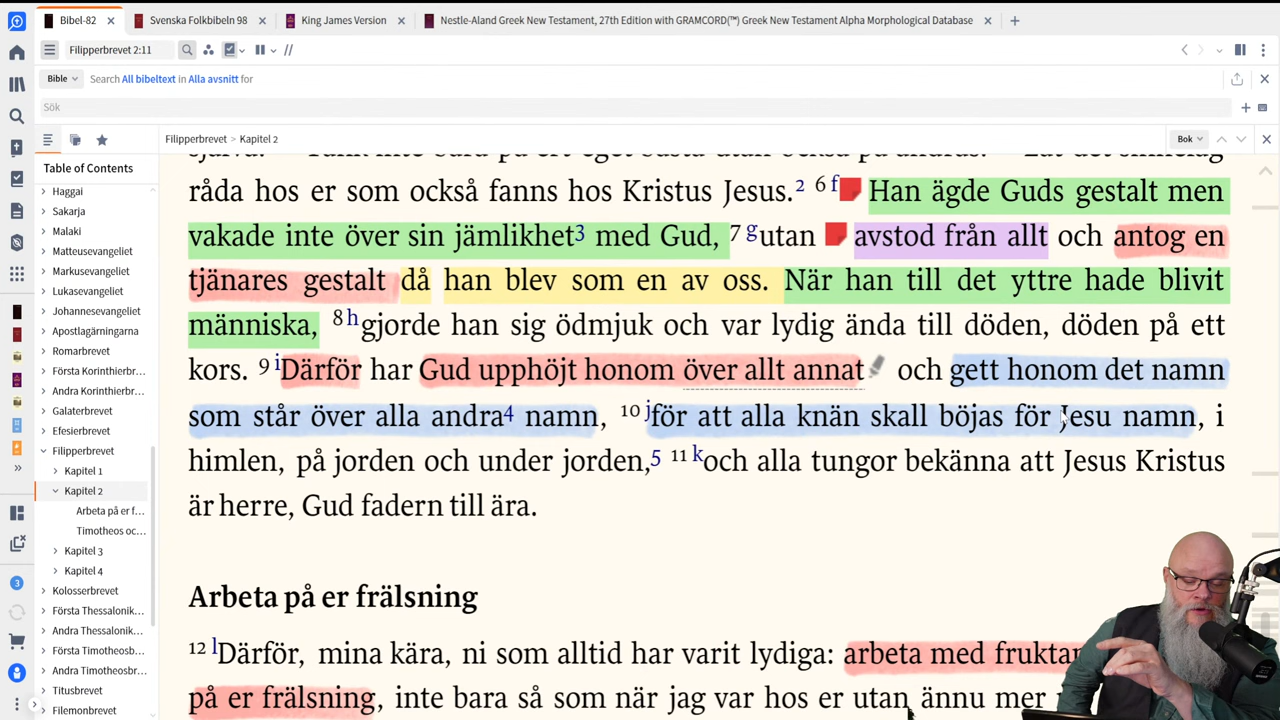 Bibel-82
Svenska Folkbibeln 98
King James Version
Nestle-Aland Greek New Testament, 27th Edition with GRAMCORD(™) Greek New Testament Alpha Morphological Database
Filipperbrevet 2:11
Bible
Search All bibeltext in Alla avsnitt for
Sök
Filipperbrevet > Kapitel 2
Bok
Table of Contents
Haggai
Sakarja
Malaki
Matteusevangeliet
Markusevangeliet
Lukasevangeliet
Johannesevangeliet
Apostlagärningarna
Romarbrevet
Första Korinthierbr...
Andra Korinthierbr...
Galaterbrevet
Efesierbrevet
Filipperbrevet
Kapitel 1
Kapitel 2
Arbeta på er f...
Timotheos oc...
Kapitel 3
Kapitel 4
Kolosserbrevet
Första Thessalonik...
Andra Thessalonik...
Första Timotheosb...
Andra Timotheosbr...
Titusbrevet
Filemonbrevet
3
råda hos er som också fanns hos Kristus Jesus.2 6 f Han ägde Guds gestalt men
vakade inte över sin jämlikhet3 med Gud, 7 g utan avstod från allt och antog en
tjänares gestalt då han blev som en av oss. När han till det yttre hade blivit
människa, 8 h gjorde han sig ödmjuk och var lydig ända till döden, döden på ett
kors. 9 i Därför har Gud upphöjt honom över allt annat och gett honom det namn
som står över alla andra4 namn, 10 j för att alla knän skall böjas för Jesu namn, i
himlen, på jorden och under jorden,5 11 k och alla tungor bekänna att Jesus Kristus
är herre, Gud fadern till ära.
Arbeta på er frälsning
12 l Därför, mina kära, ni som alltid har varit lydiga: arbeta med fruktan
på er frälsning, inte bara så som när jag var hos er utan ännu mer